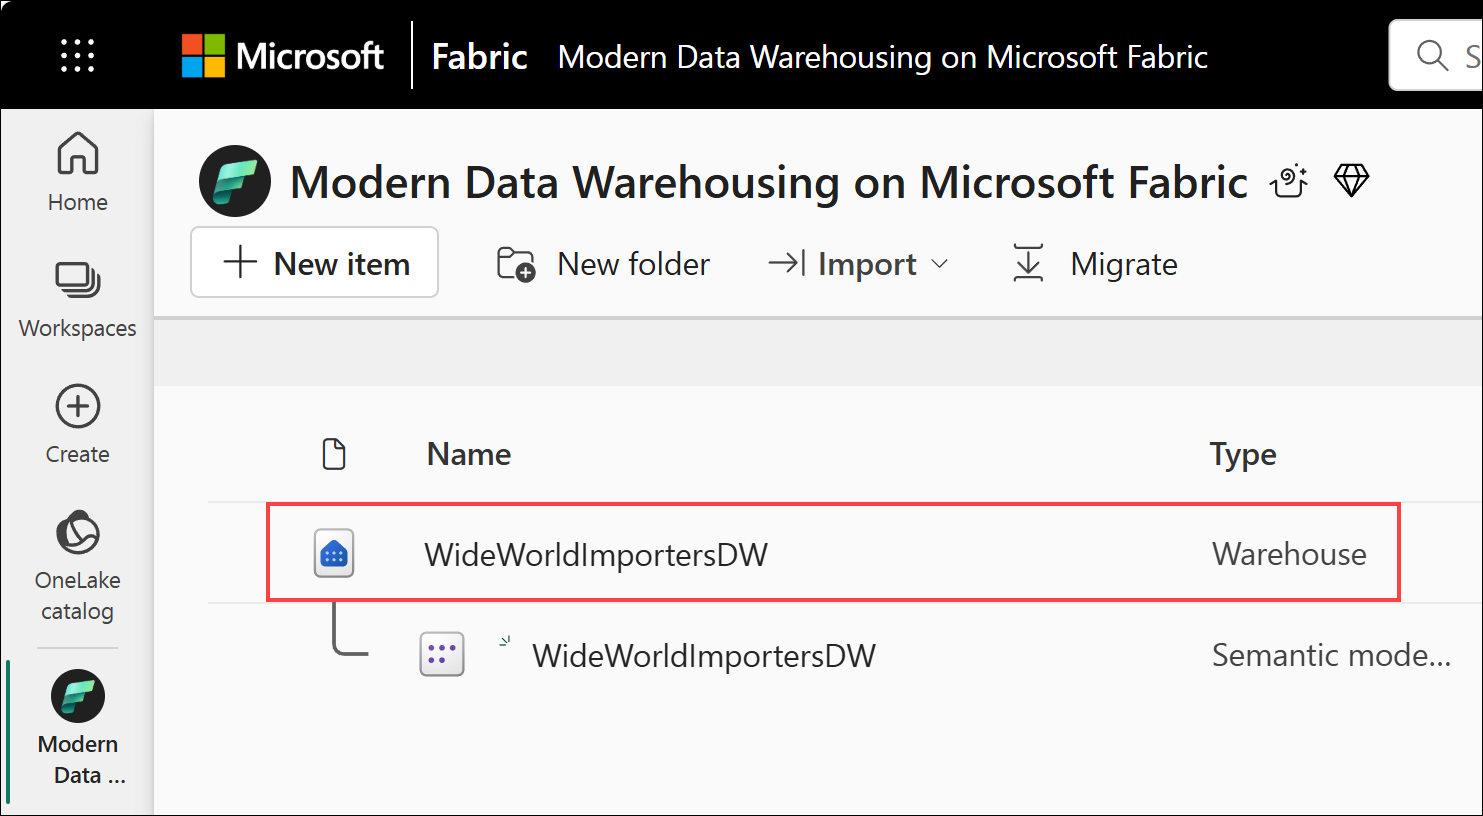 Microsoft Fabric Modern Data Warehousing on Microsoft Fabric S
Home
Workspaces
Create
OneLake
catalog
Modern
Data ...
Modern Data Warehousing on Microsoft Fabric
New item New folder Import Migrate
Name Type
WideWorldImportersDW Warehouse
WideWorldImportersDW Semantic mode...